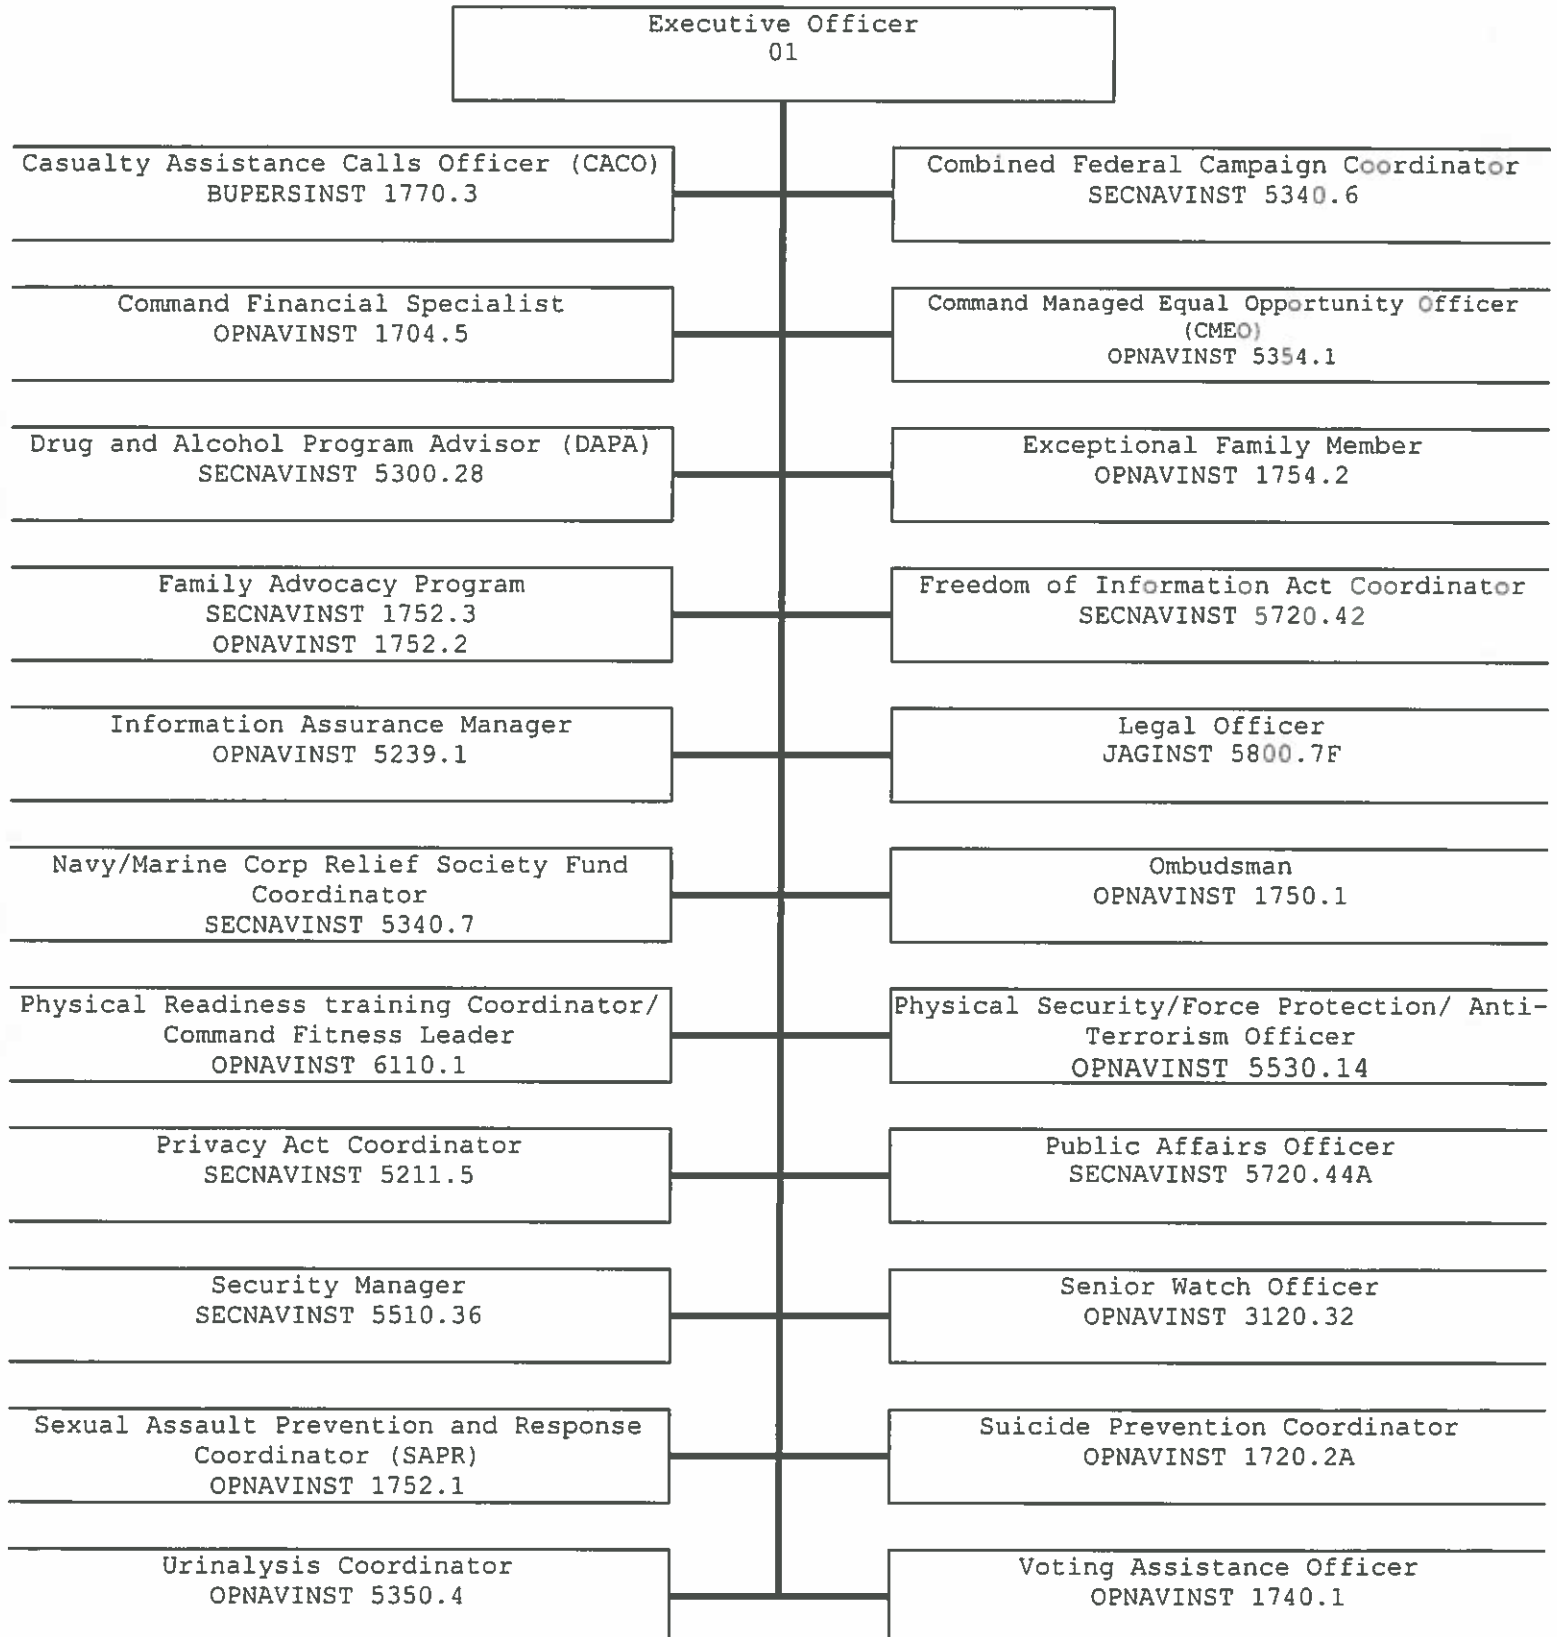 Executive Officer
01
Casualty Assistance Calls Officer (CACO)
BUPERSINST 1770.3
Combined Federal Campaign Coordinator
SECNAVINST 5340.6
Command Financial Specialist
OPNAVINST 1704.5
Command Managed Equal Opportunity Officer
(CMEO)
OPNAVINST 5354.1
Drug and Alcohol Program Advisor (DAPA)
SECNAVINST 5300.28
Exceptional Family Member
OPNAVINST 1754.2
Family Advocacy Program
SECNAVINST 1752.3
OPNAVINST 1752.2
Freedom of Information Act Coordinator
SECNAVINST 5720.42
Information Assurance Manager
OPNAVINST 5239.1
Legal Officer
JAGINST 5800.7F
Navy/Marine Corp Relief Society Fund
Coordinator
SECNAVINST 5340.7
Ombudsman
OPNAVINST 1750.1
Physical Readiness training Coordinator/
Command Fitness Leader
OPNAVINST 6110.1
Physical Security/Force Protection/ Anti-
Terrorism Officer
OPNAVINST 5530.14
Privacy Act Coordinator
SECNAVINST 5211.5
Public Affairs Officer
SECNAVINST 5720.44A
Security Manager
SECNAVINST 5510.36
Senior Watch Officer
OPNAVINST 3120.32
Sexual Assault Prevention and Response
Coordinator (SAPR)
OPNAVINST 1752.1
Suicide Prevention Coordinator
OPNAVINST 1720.2A
Urinalysis Coordinator
OPNAVINST 5350.4
Voting Assistance Officer
OPNAVINST 1740.1